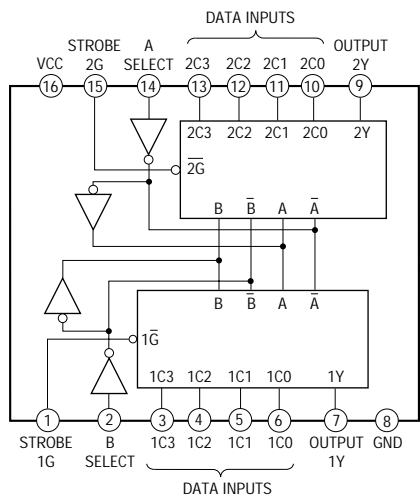 DATA INPUTS
STROBE A OUTPUT
VCC 2G SELECT 2C3 2C2 2C1 2C0 2Y
16 15 14 13 12 11 10 9
2C3 2C2 2C1 2C0 2Y
2G̅
B B̅ A A̅
B B̅ A A̅
1G̅
1C3 1C2 1C1 1C0 1Y
1 2 3 4 5 6 7 8
STROBE B 1C3 1C2 1C1 1C0 OUTPUT GND
1G SELECT 1Y
DATA INPUTS